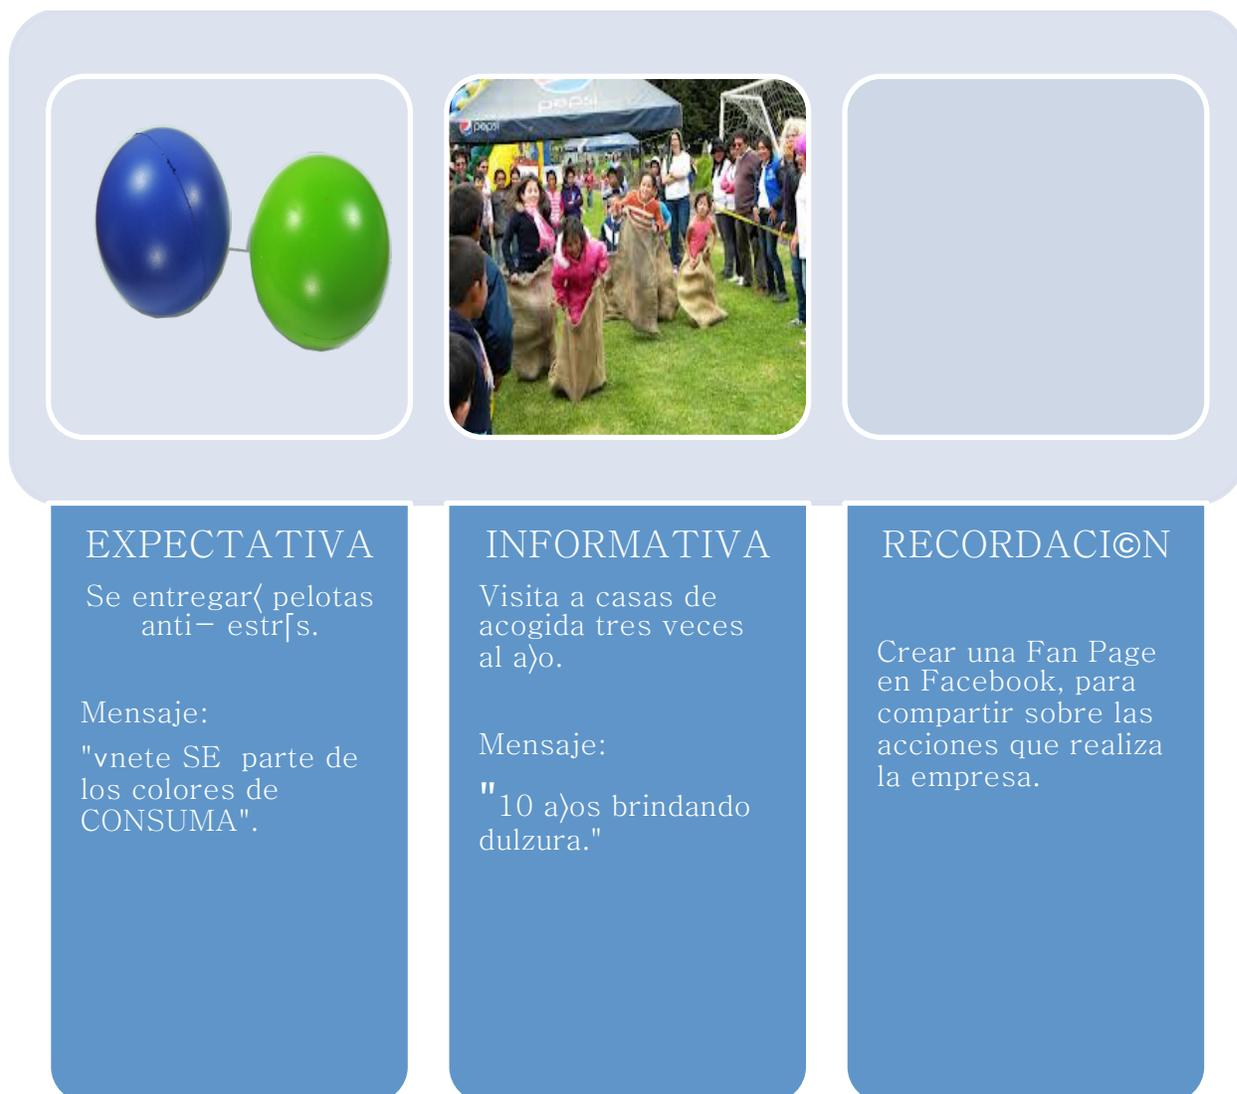 pepsi
pepsi
EXPECTATIVA
Se entregar〈 pelotas
anti− estr⌈s.
Mensaje:
"vnete SE  parte de
los colores de
CONSUMA".
INFORMATIVA
Visita a casas de
acogida tres veces
al a〉o.
Mensaje:
"10 a〉os brindando
dulzura."
RECORDACI©N
Crear una Fan Page
en Facebook, para
compartir sobre las
acciones que realiza
la empresa.